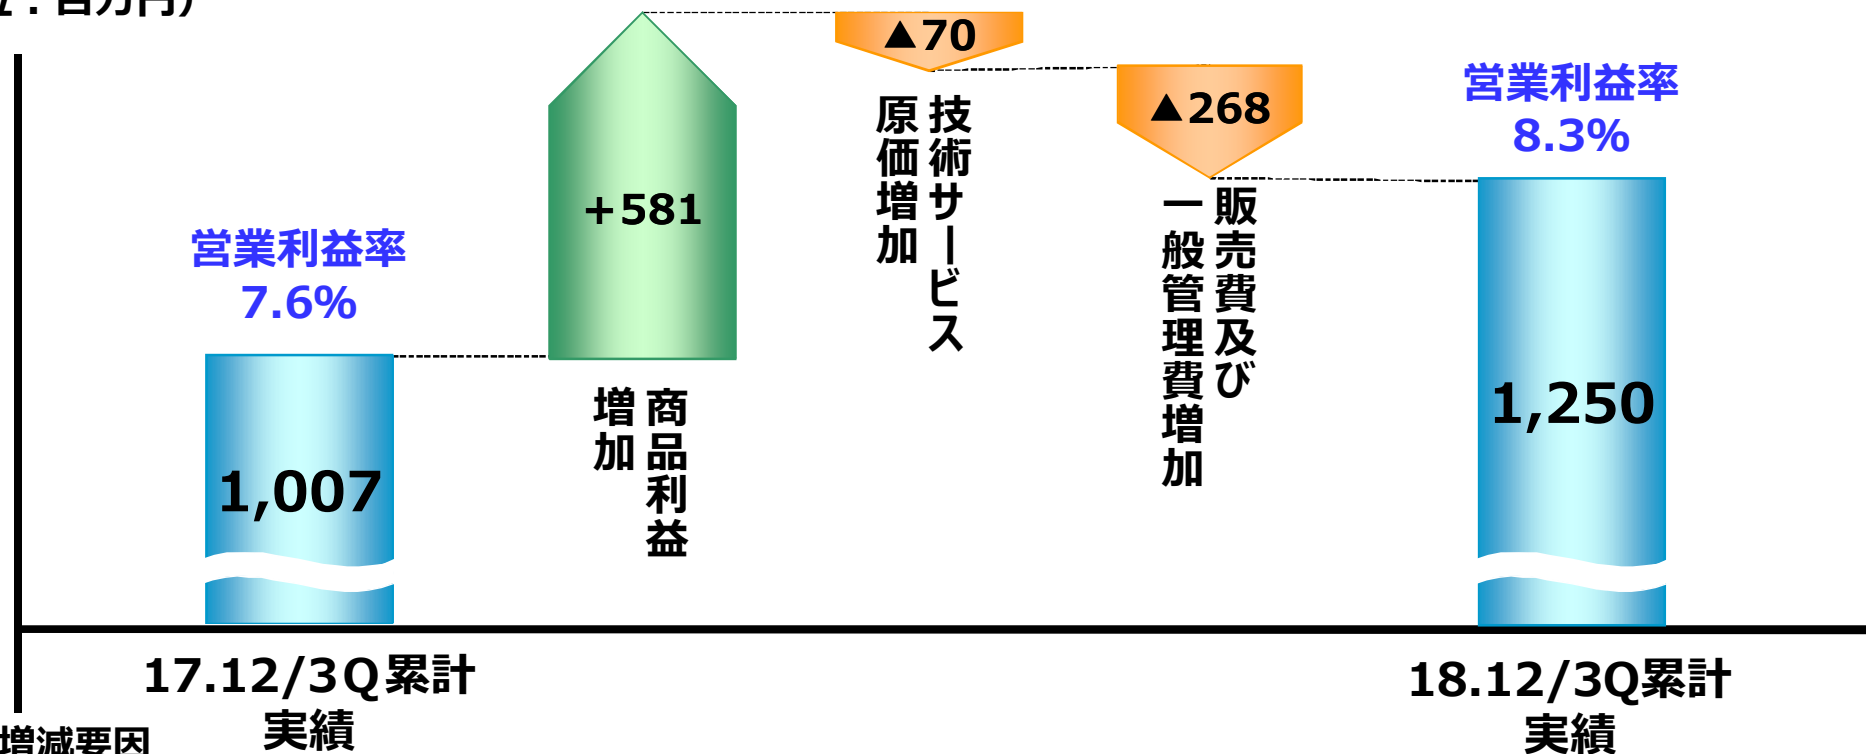 ：百万円）
▲70
▲268
+581
営業利益率
7.6%
営業利益率
8.3%
技術サービス
原価増加
販売費及び
一般管理費増加
商品利益
増加
1,007
1,250
17.12/3Q累計
実績
18.12/3Q累計
実績
増減要因